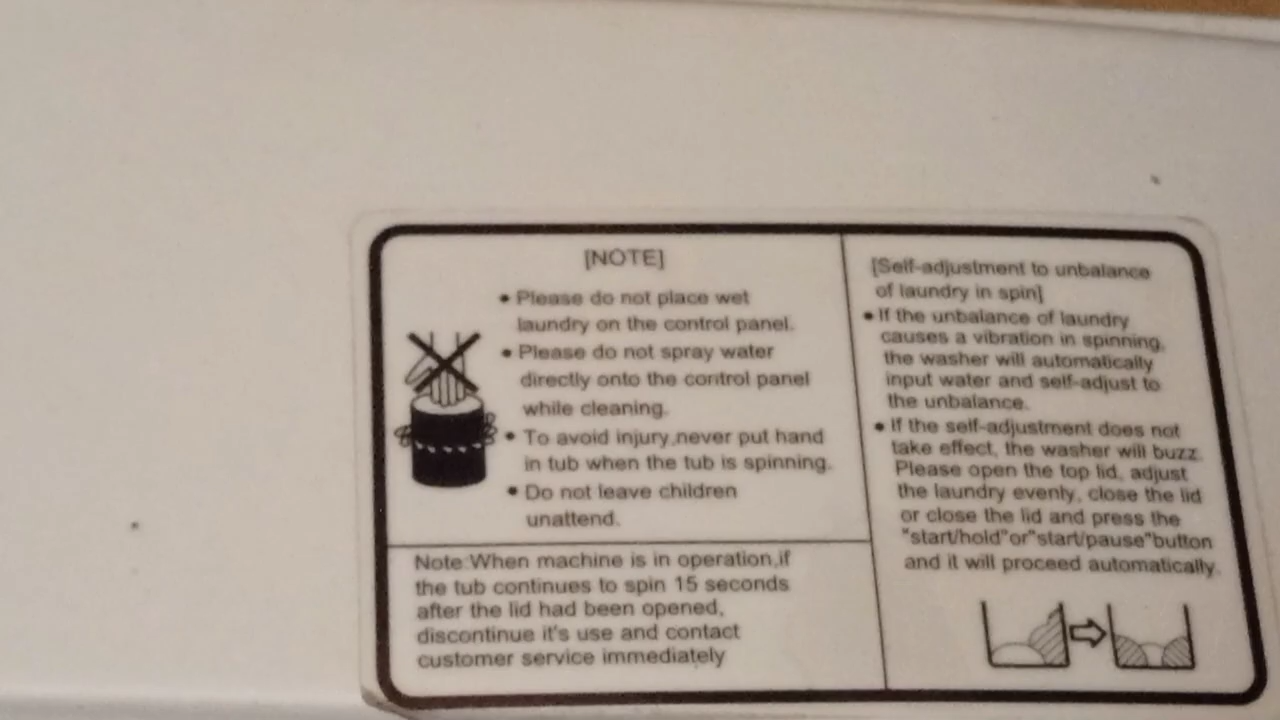 [NOTE]
• Please do not place wet
laundry on the control panel.
• Please do not spray water
directly onto the control panel
while cleaning.
• To avoid injury,never put hand
in tub when the tub is spinning.
• Do not leave children
unattend.
Note:When machine is in operation,if
the tub continues to spin 15 seconds
after the lid had been opened,
discontinue it's use and contact
customer service immediately
[Self-adjustment to unbalance
of laundry in spin]
• If the unbalance of laundry
causes a vibration in spinning,
the washer will automatically
input water and self-adjust to
the unbalance.
• If the self-adjustment does not
take effect, the washer will buzz.
Please open the top lid, adjust
the laundry evenly, close the lid
or close the lid and press the
"start/hold"or"start/pause"button
and it will proceed automatically.